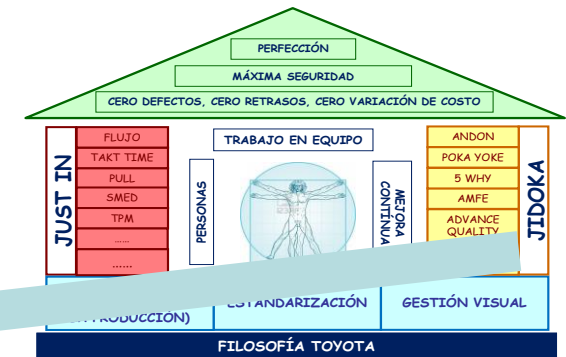 PERFECCIÓN
MÁXIMA SEGURIDAD
CERO DEFECTOS, CERO RETRASOS, CERO VARIACIÓN DE COSTO
JUST IN
FLUJO
TAKT TIME
PULL
SMED
TPM
......
......
PERSONAS
TRABAJO EN EQUIPO
MEJORA
CONTÍNUA
ANDON
POKA YOKE
5 WHY
AMFE
ADVANCE
QUALITY
JIDOKA
PRODUCCIÓN)
ESTANDARIZACIÓN
GESTIÓN VISUAL
FILOSOFÍA TOYOTA